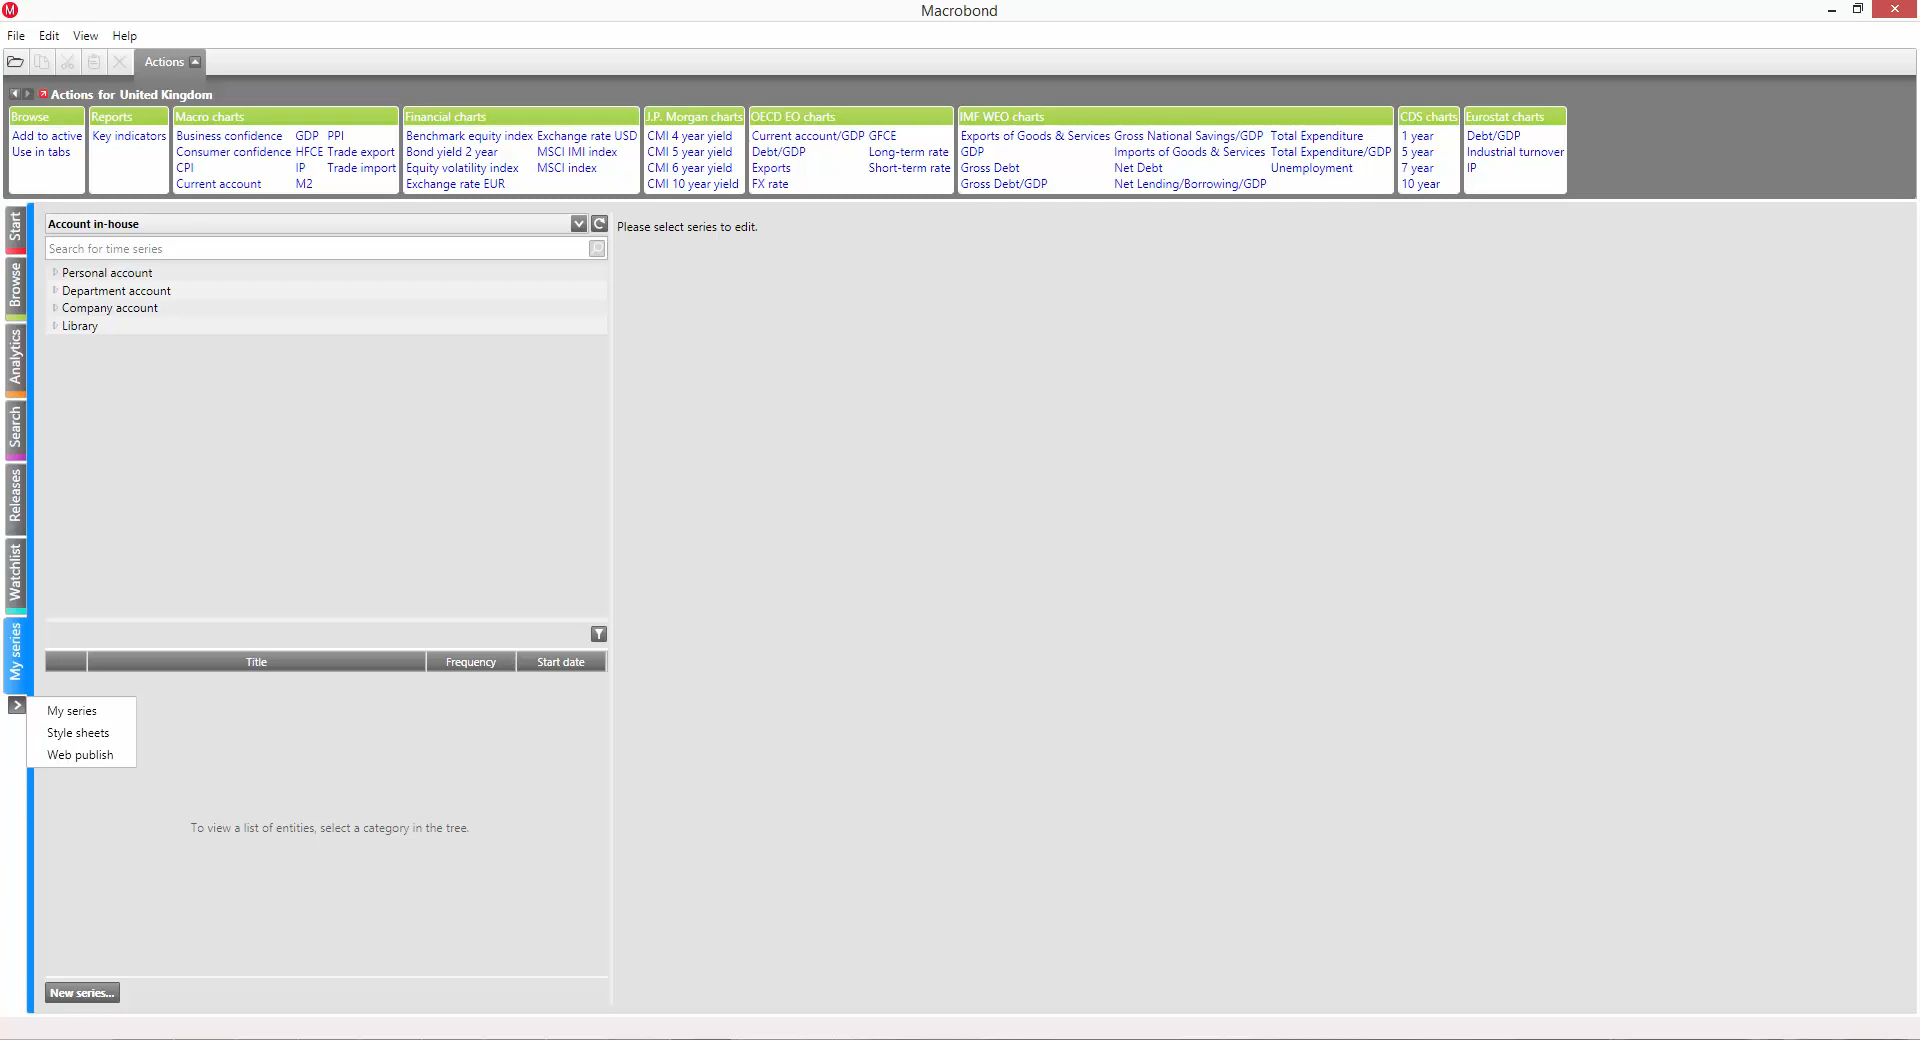 M
Macrobond
File Edit View Help
Actions
Actions for United Kingdom
Browse
Add to active
Use in tabs
Reports
Key indicators
Macro charts
Business confidence GDP PPI
Consumer confidence HFCE Trade export
CPI IP Trade import
Current account M2
Financial charts
Benchmark equity index Exchange rate USD
Bond yield 2 year MSCI IMI index
Equity volatility index MSCI index
Exchange rate EUR
J.P. Morgan charts
CMI 4 year yield
CMI 5 year yield
CMI 6 year yield
CMI 10 year yield
OECD EO charts
Current account/GDP GFCE
Debt/GDP Long-term rate
Exports Short-term rate
FX rate
IMF WEO charts
Exports of Goods & Services Gross National Savings/GDP Total Expenditure
GDP Imports of Goods & Services Total Expenditure/GDP
Gross Debt Net Debt Unemployment
Gross Debt/GDP Net Lending/Borrowing/GDP
CDS charts
1 year
5 year
7 year
10 year
Eurostat charts
Debt/GDP
Industrial turnover
IP
Start
Browse
Analytics
Search
Releases
Watchlist
My series
Account in-house
Search for time series
Personal account
Department account
Company account
Library
Please select series to edit.
Title Frequency Start date
My series
Style sheets
Web publish
To view a list of entities, select a category in the tree.
New series...